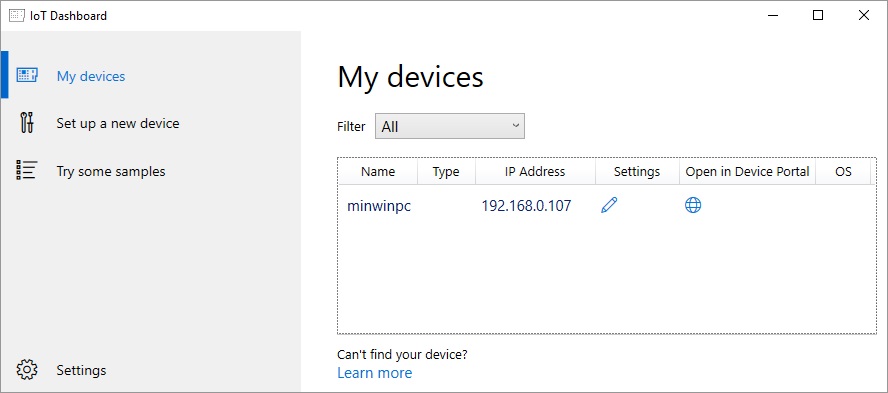 IoT Dashboard
My devices
Set up a new device
Try some samples
Settings
My devices
Filter All
Name Type IP Address Settings Open in Device Portal OS
minwinpc 192.168.0.107
Can't find your device?
Learn more